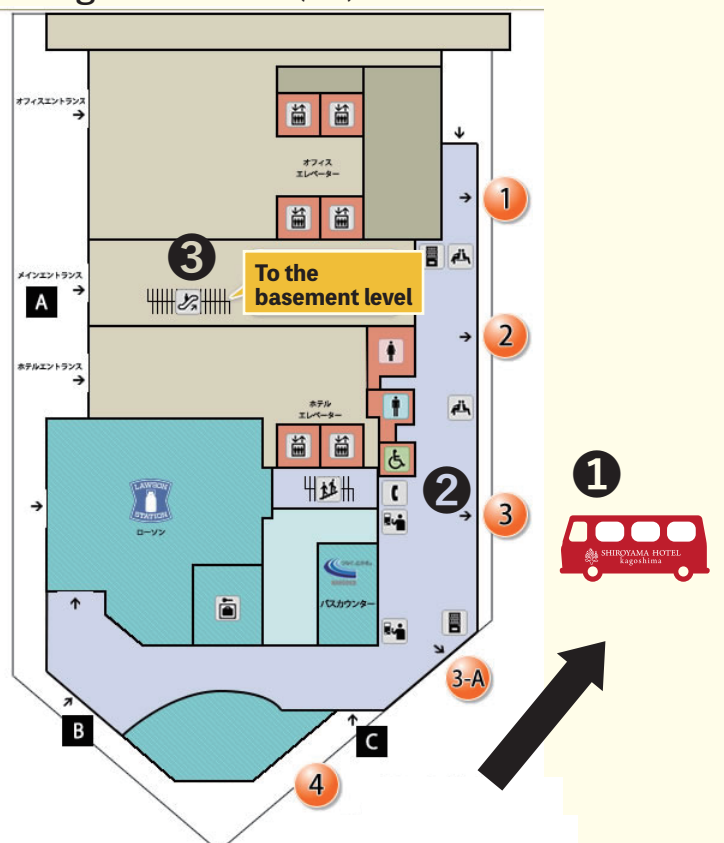 オフィスエントランス
オフィス
エレベーター
1
3
To the
basement level
メインエントランス
A
2
ホテルエントランス
ホテル
エレベーター
LAWSON
STATION
ローソン
2
3
1
SHIROYAMA HOTEL
kagoshima
バスカウンター
3-A
B
C
4